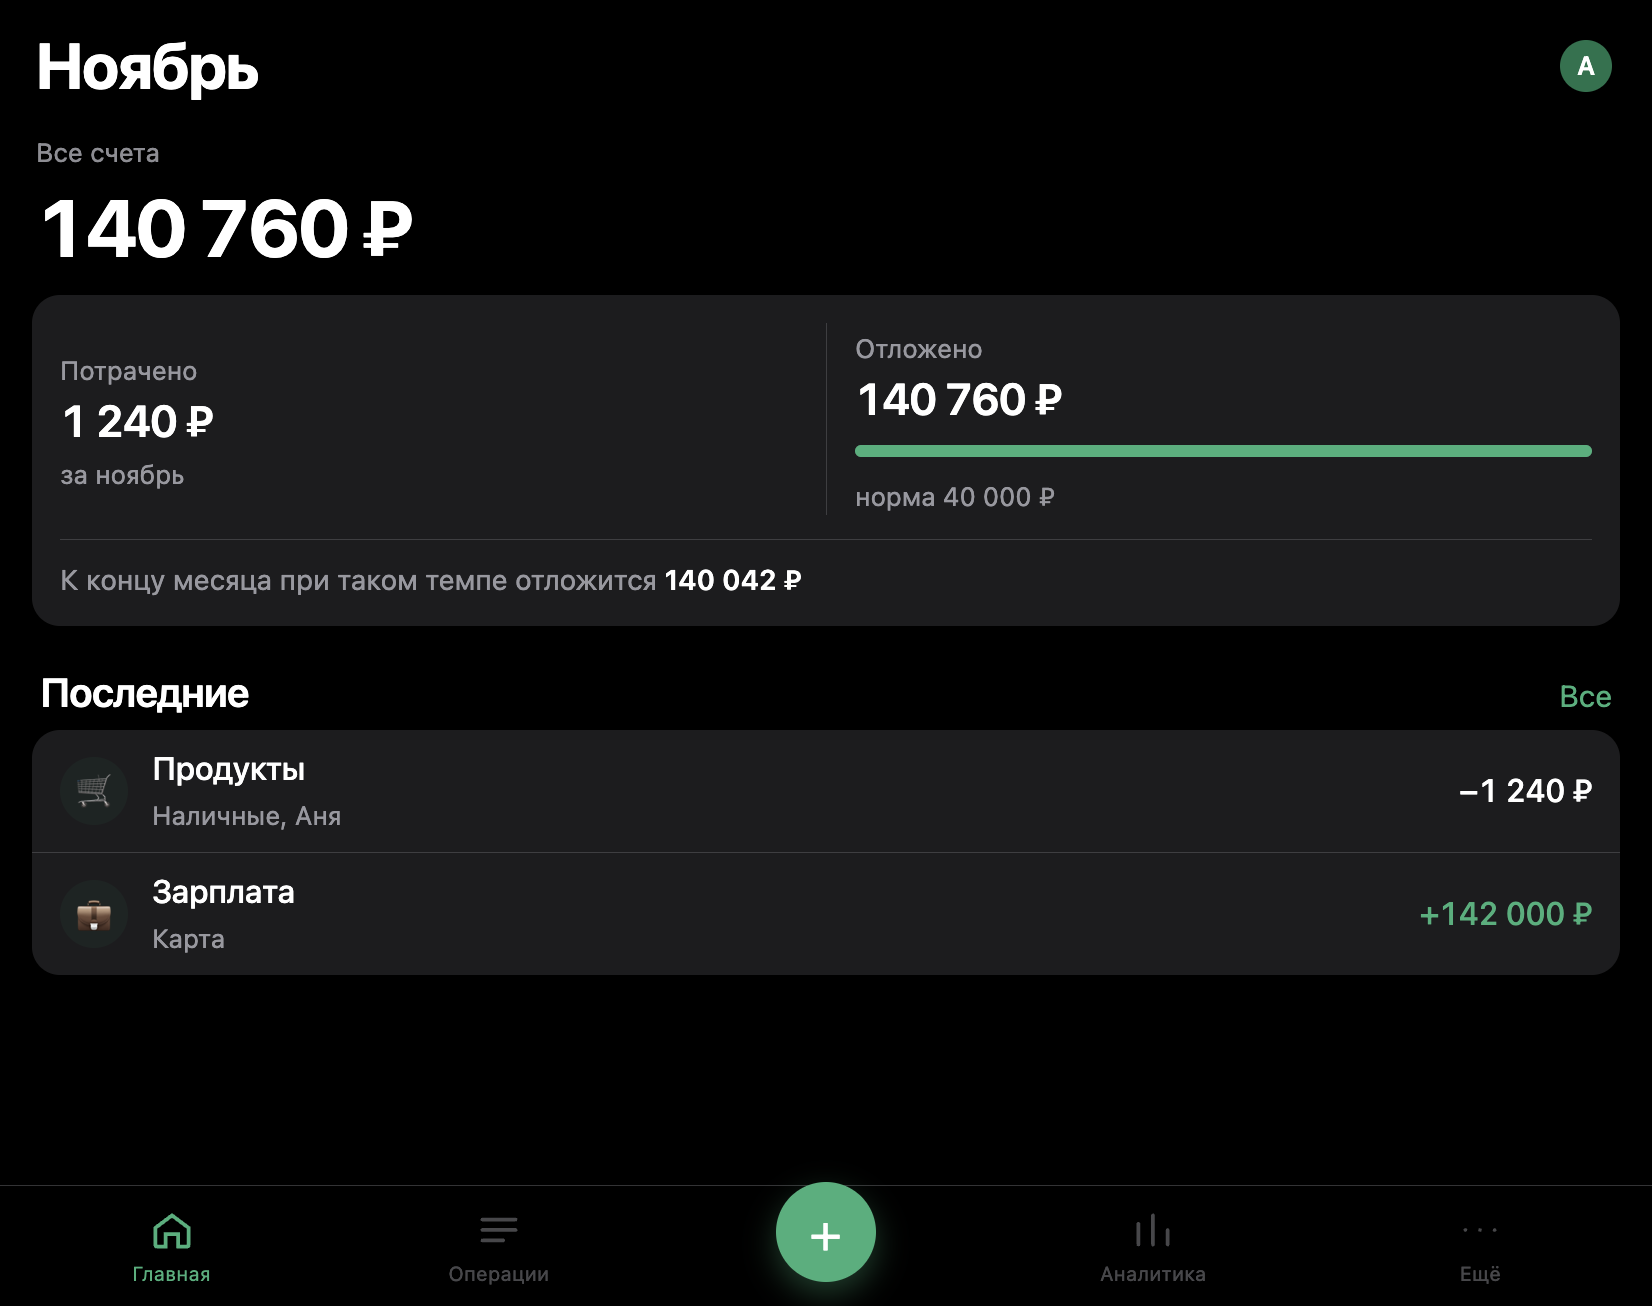 Ноябрь
А
Все счета
140 760 ₽
Потрачено
1 240 ₽
за ноябрь
Отложено
140 760 ₽
норма 40 000 ₽
К концу месяца при таком темпе отложится 140 042 ₽
Последние
Все
Продукты
Наличные, Аня
−1 240 ₽
Зарплата
Карта
+142 000 ₽
Главная
Операции
+
Аналитика
Ещё